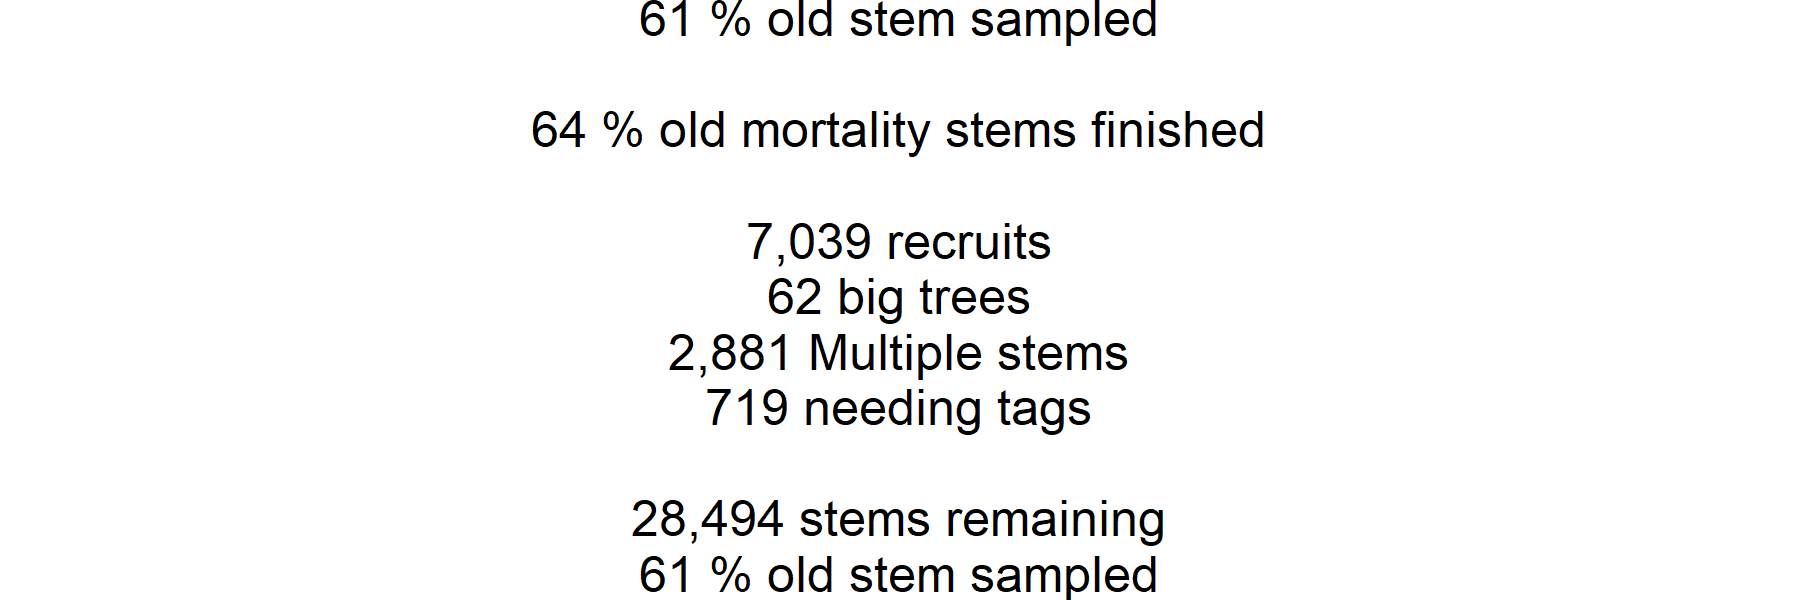 61 % old stem sampled
64 % old mortality stems finished
7,039 recruits
62 big trees
2,881 Multiple stems
719 needing tags
28,494 stems remaining
61 % old stem sampled